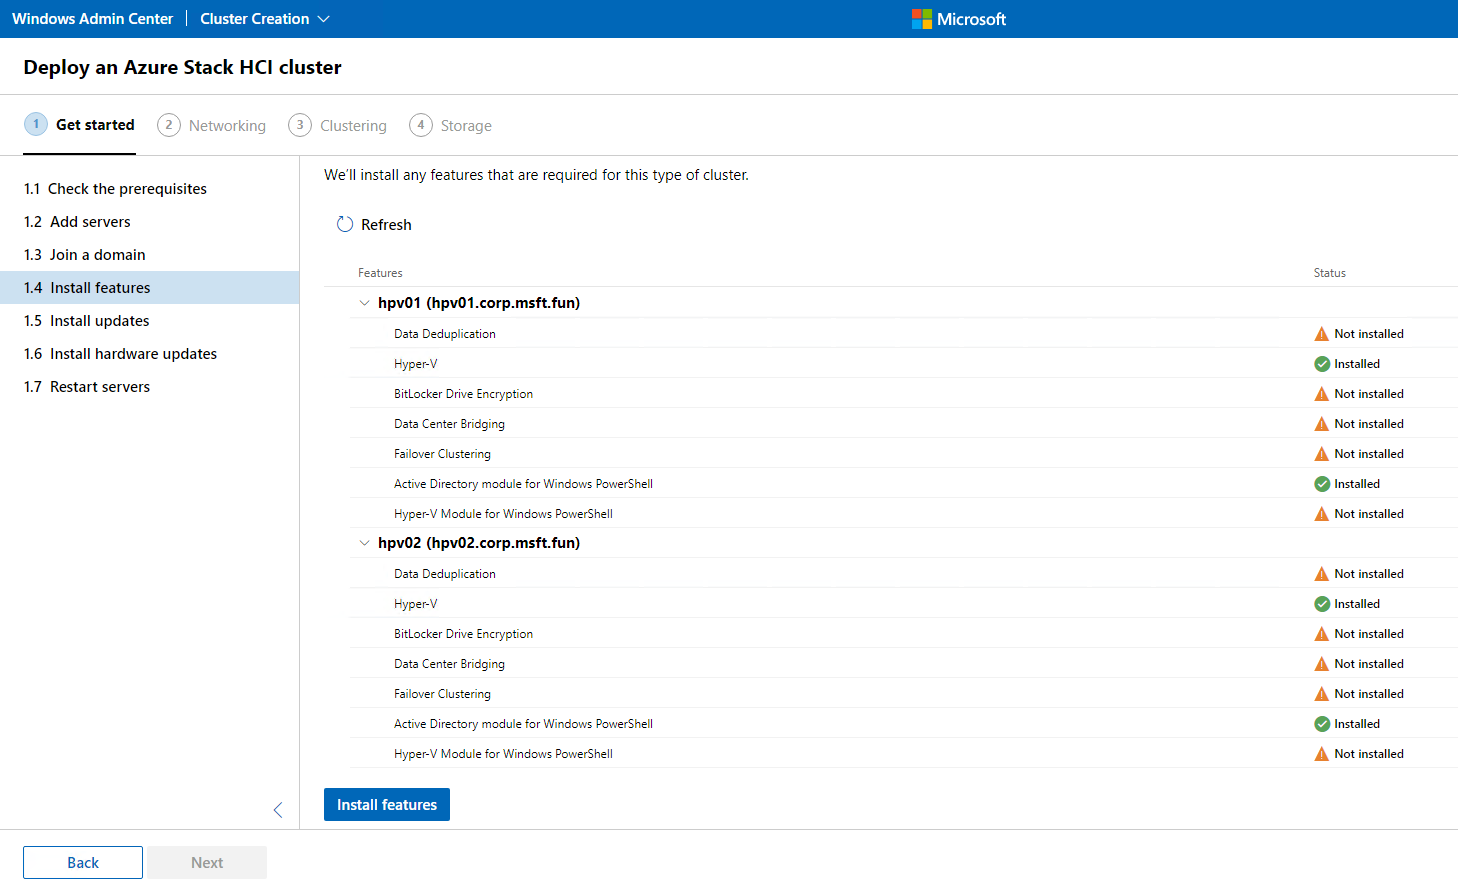 Windows Admin Center Cluster Creation Microsoft
Deploy an Azure Stack HCI cluster
1 Get started 2 Networking 3 Clustering 4 Storage
1.1 Check the prerequisites
1.2 Add servers
1.3 Join a domain
1.4 Install features
1.5 Install updates
1.6 Install hardware updates
1.7 Restart servers
We'll install any features that are required for this type of cluster.
Refresh
Features Status
hpv01 (hpv01.corp.msft.fun)
Data Deduplication Not installed
Hyper-V Installed
BitLocker Drive Encryption Not installed
Data Center Bridging Not installed
Failover Clustering Not installed
Active Directory module for Windows PowerShell Installed
Hyper-V Module for Windows PowerShell Not installed
hpv02 (hpv02.corp.msft.fun)
Data Deduplication Not installed
Hyper-V Installed
BitLocker Drive Encryption Not installed
Data Center Bridging Not installed
Failover Clustering Not installed
Active Directory module for Windows PowerShell Installed
Hyper-V Module for Windows PowerShell Not installed
Install features
Back Next